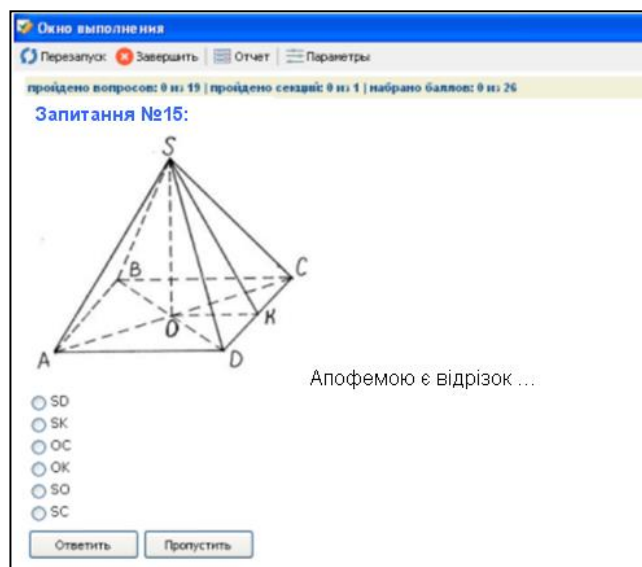 Окно выполнения
Перезапуск Завершить Отчет Параметры
пройдено вопросов: 0 из 19 | пройдено секций: 0 из 1 | набрано баллов: 0 из 26
Запитання №15:
S
B
C
O
K
A
D
Апофемою є відрізок ...
SD
SK
OC
OK
SO
SC
Ответить Пропустить